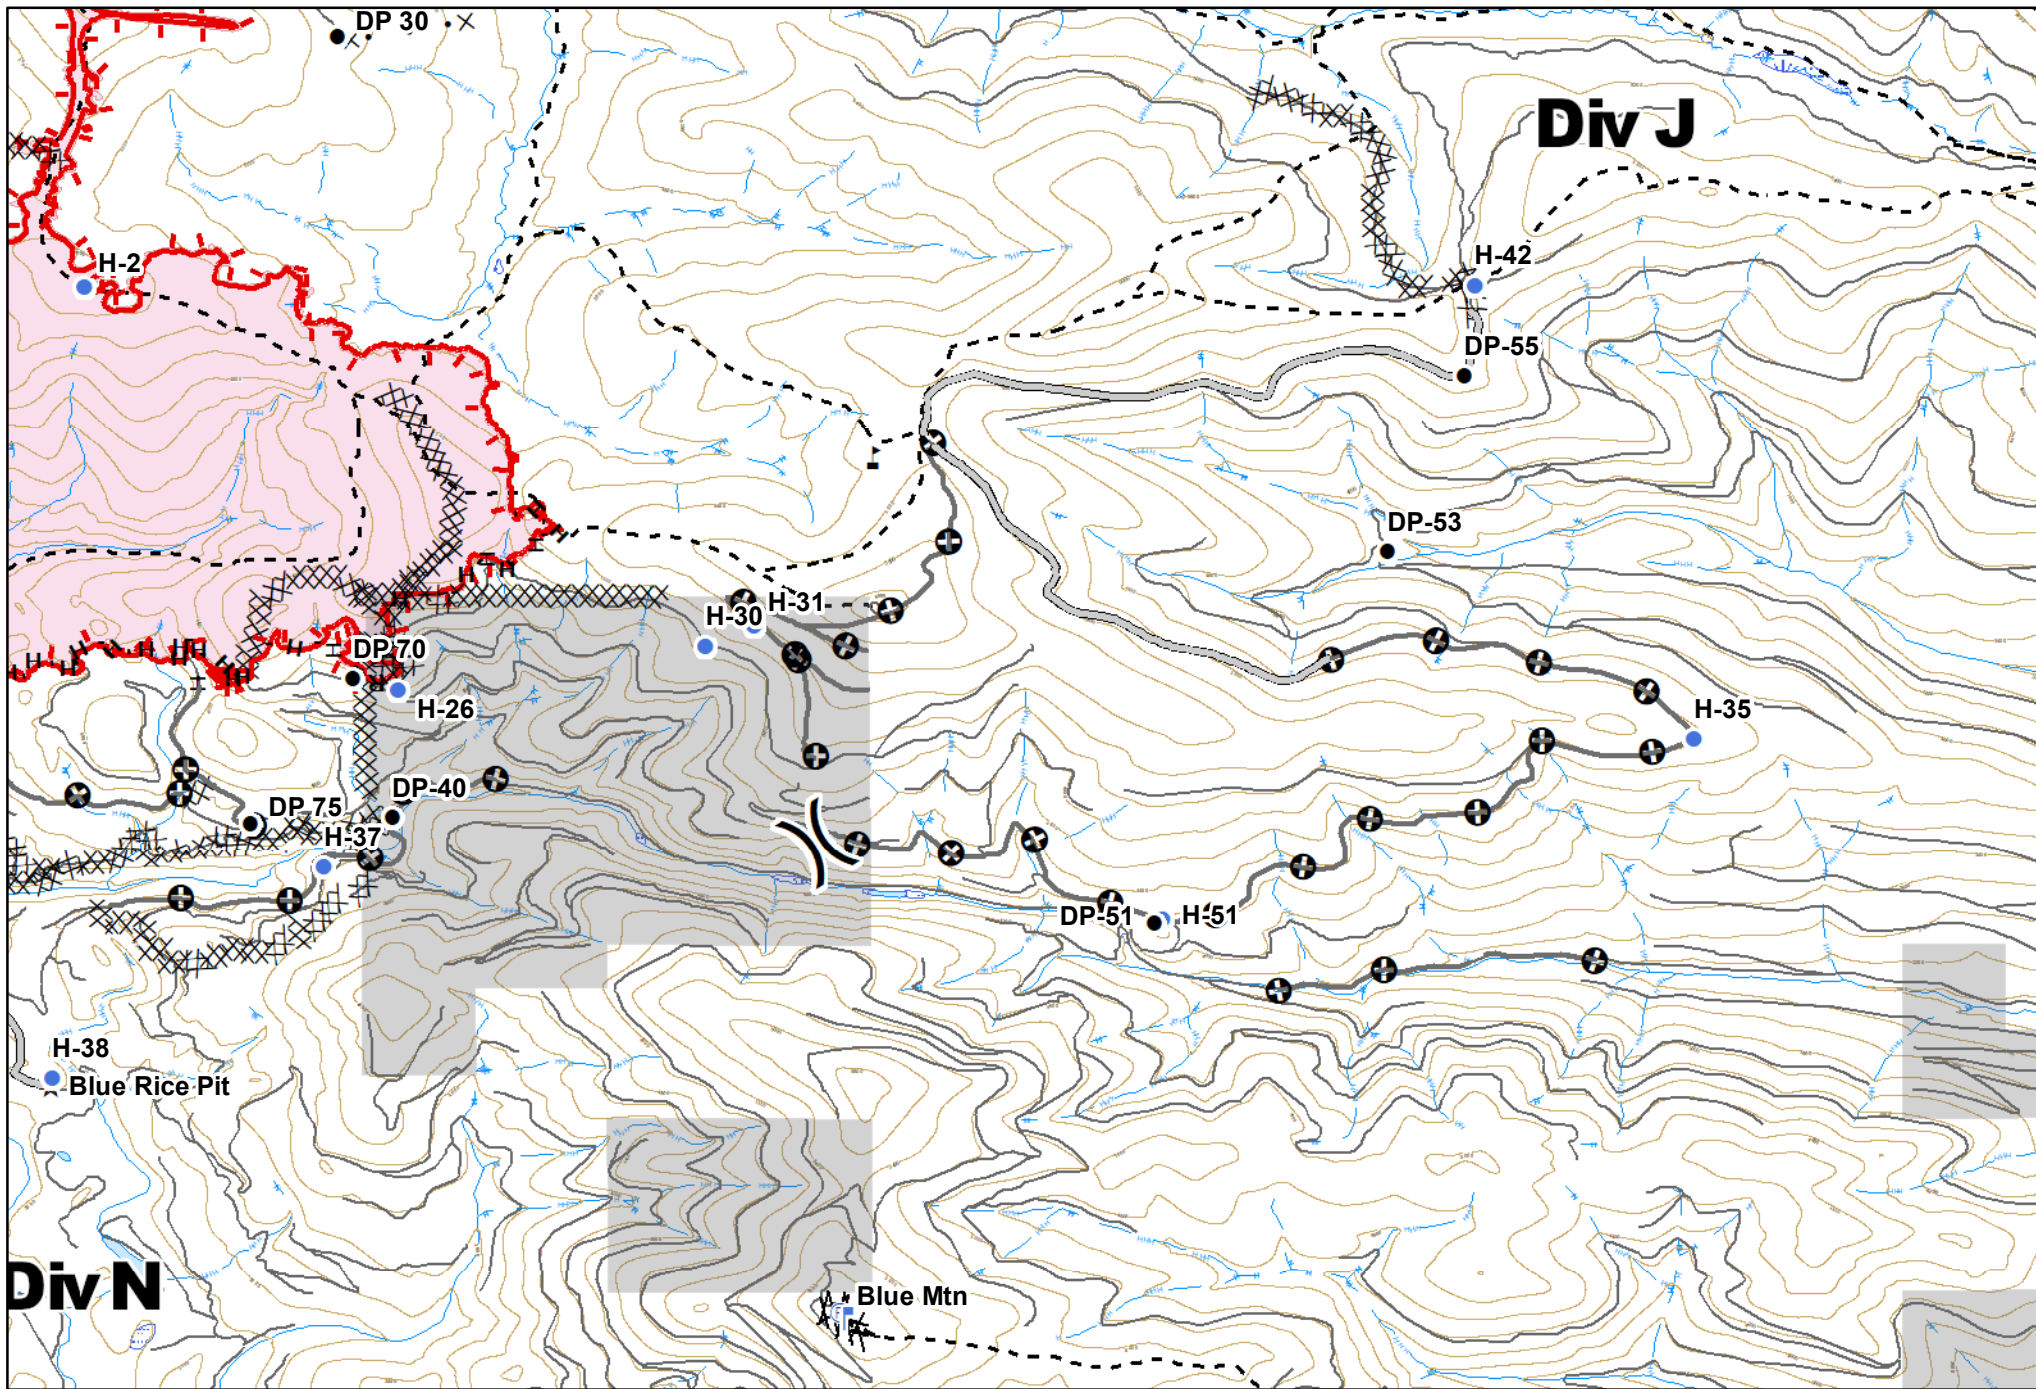 DP 30
Div J
H-2
H-42
DP-55
DP-53
H-31
H-30
DP 70
H-26
H-35
DP-40
DP 75
H-37
DP-51
H-51
H-38
Blue Rice Pit
Div N
Blue Mtn